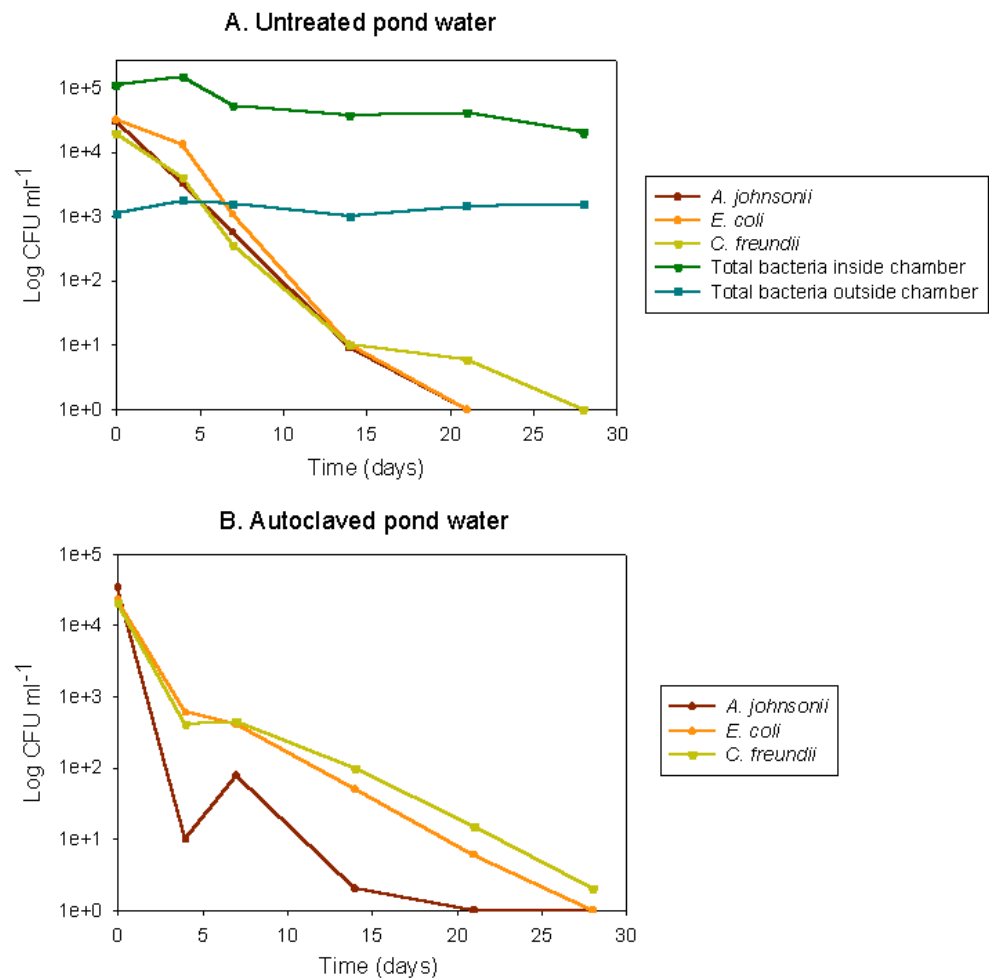 A. Untreated pond water
1e+5
1e+4
1e+3
1e+2
1e+1
1e+0
Log CFU ml⁻¹
0 5 10 15 20 25 30
Time (days)
A. johnsonii
E. coli
C. freundii
Total bacteria inside chamber
Total bacteria outside chamber
B. Autoclaved pond water
1e+5
1e+4
1e+3
1e+2
1e+1
1e+0
Log CFU ml⁻¹
0 5 10 15 20 25 30
Time (days)
A. johnsonii
E. coli
C. freundii